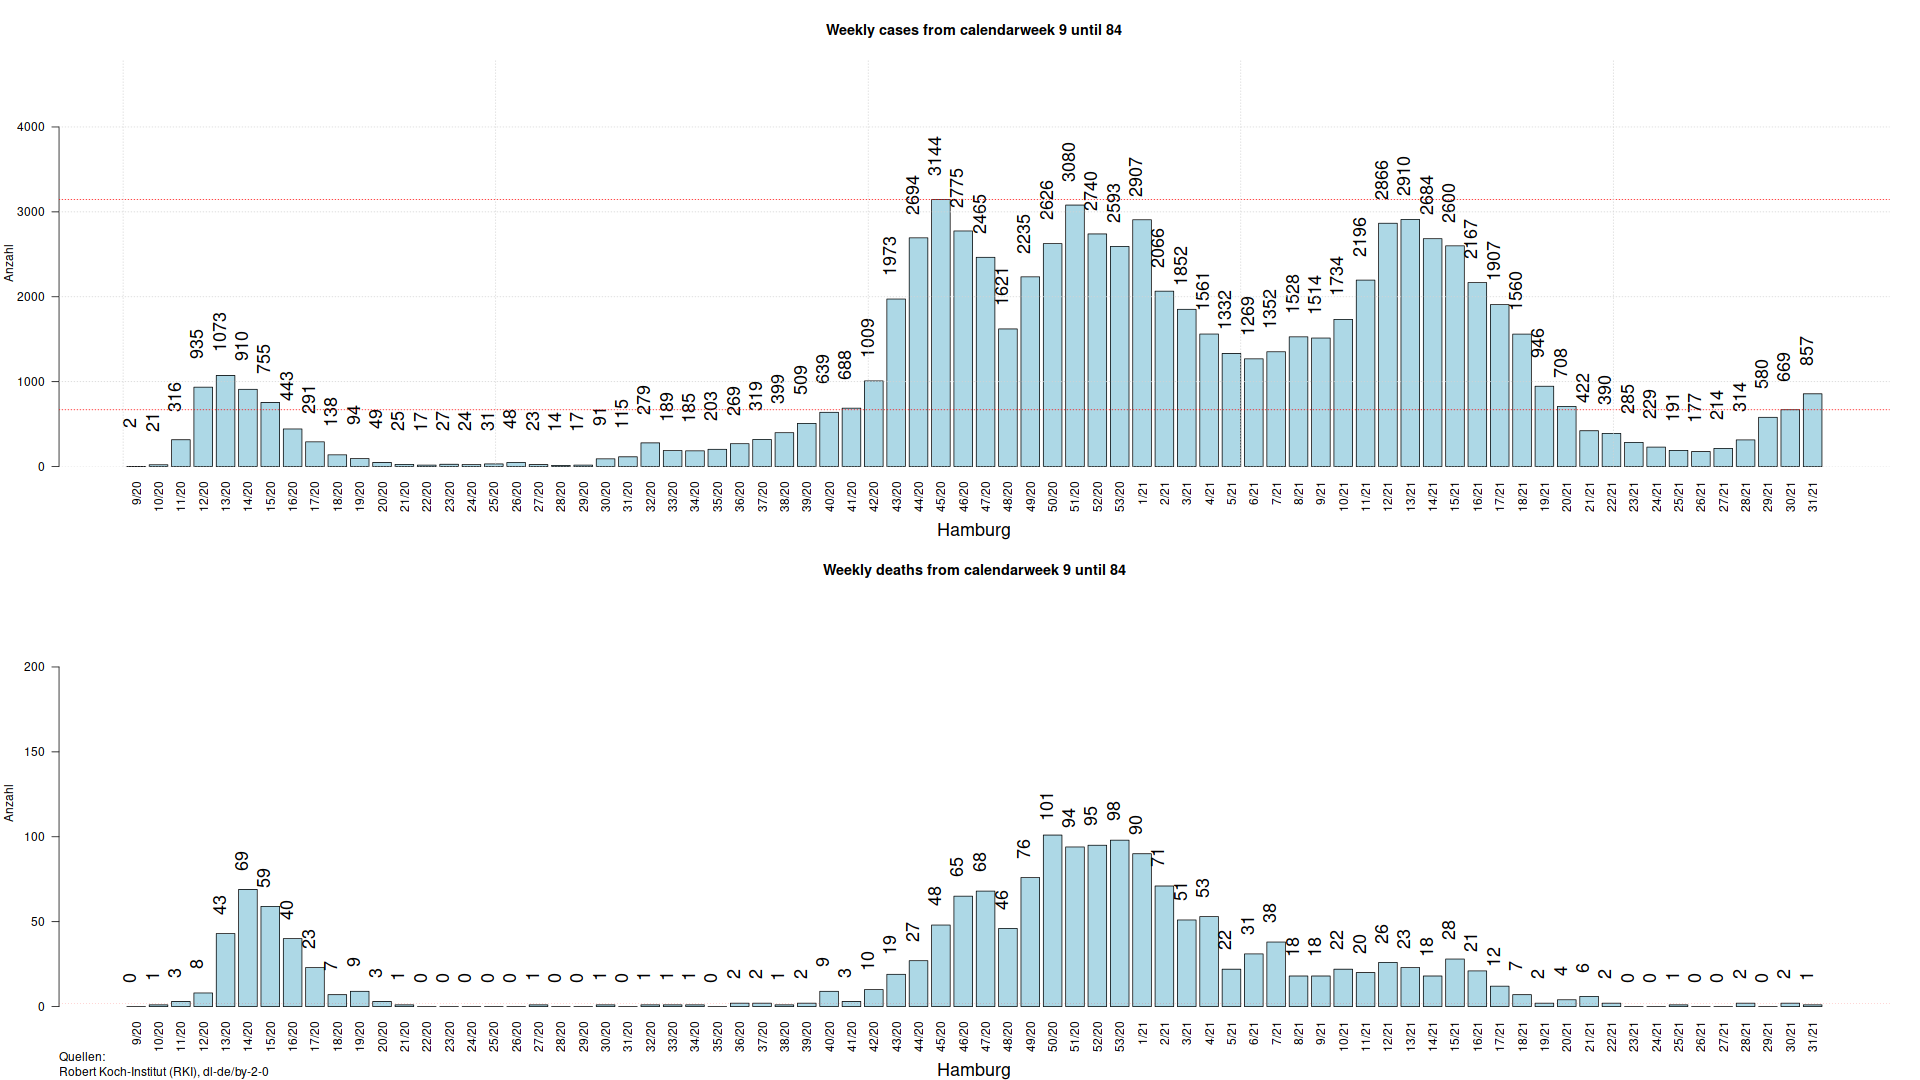 Weekly cases from calendarweek 9 until 84
Anzahl
4000
3000
2000
1000
0
2 21 316 935 1073 910 755 443 291 138 94 49 25 17 27 24 31 48 23 14 17 91 115 279 189 185 203 269 319 399 509 639 688 1009 1973 2694 3144 2775 2465 1621 2235 2626 3080 2740 2593 2907 2066 1852 1561 1332 1269 1352 1528 1514 1734 2196 2866 2910 2684 2600 2167 1907 1560 946 708 422 390 285 229 191 177 214 314 580 669 857
9/20 10/20 11/20 12/20 13/20 14/20 15/20 16/20 17/20 18/20 19/20 20/20 21/20 22/20 23/20 24/20 25/20 26/20 27/20 28/20 29/20 30/20 31/20 32/20 33/20 34/20 35/20 36/20 37/20 38/20 39/20 40/20 41/20 42/20 43/20 44/20 45/20 46/20 47/20 48/20 49/20 50/20 51/20 52/20 53/20 1/21 2/21 3/21 4/21 5/21 6/21 7/21 8/21 9/21 10/21 11/21 12/21 13/21 14/21 15/21 16/21 17/21 18/21 19/21 20/21 21/21 22/21 23/21 24/21 25/21 26/21 27/21 28/21 29/21 30/21 31/21
Hamburg
Weekly deaths from calendarweek 9 until 84
Anzahl
200
150
100
50
0
0 1 3 8 43 69 59 40 23 7 9 3 1 0 0 0 0 0 1 0 0 1 0 1 1 1 0 2 2 1 2 9 3 10 19 27 48 65 68 46 76 101 94 95 98 90 71 51 53 22 31 38 18 18 22 20 26 23 18 28 21 12 7 2 4 6 2 0 0 1 0 0 2 0 2 1
9/20 10/20 11/20 12/20 13/20 14/20 15/20 16/20 17/20 18/20 19/20 20/20 21/20 22/20 23/20 24/20 25/20 26/20 27/20 28/20 29/20 30/20 31/20 32/20 33/20 34/20 35/20 36/20 37/20 38/20 39/20 40/20 41/20 42/20 43/20 44/20 45/20 46/20 47/20 48/20 49/20 50/20 51/20 52/20 53/20 1/21 2/21 3/21 4/21 5/21 6/21 7/21 8/21 9/21 10/21 11/21 12/21 13/21 14/21 15/21 16/21 17/21 18/21 19/21 20/21 21/21 22/21 23/21 24/21 25/21 26/21 27/21 28/21 29/21 30/21 31/21
Hamburg
Quellen:
Robert Koch-Institut (RKI), dl-de/by-2-0